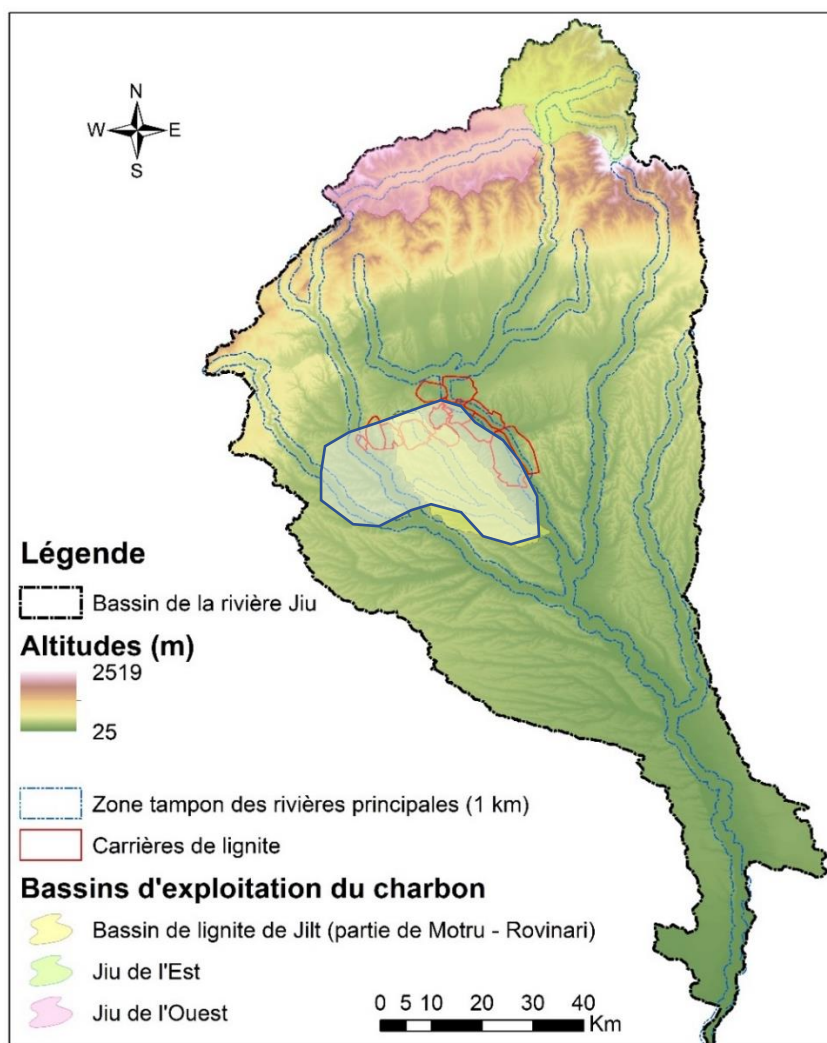 N
W E
S
Légende
Bassin de la rivière Jiu
Altitudes (m)
2519
25
Zone tampon des rivières principales (1 km)
Carrières de lignite
Bassins d'exploitation du charbon
Bassin de lignite de Jilt (partie de Motru - Rovinari)
Jiu de l'Est
Jiu de l'Ouest
0 5 10 20 30 40
Km